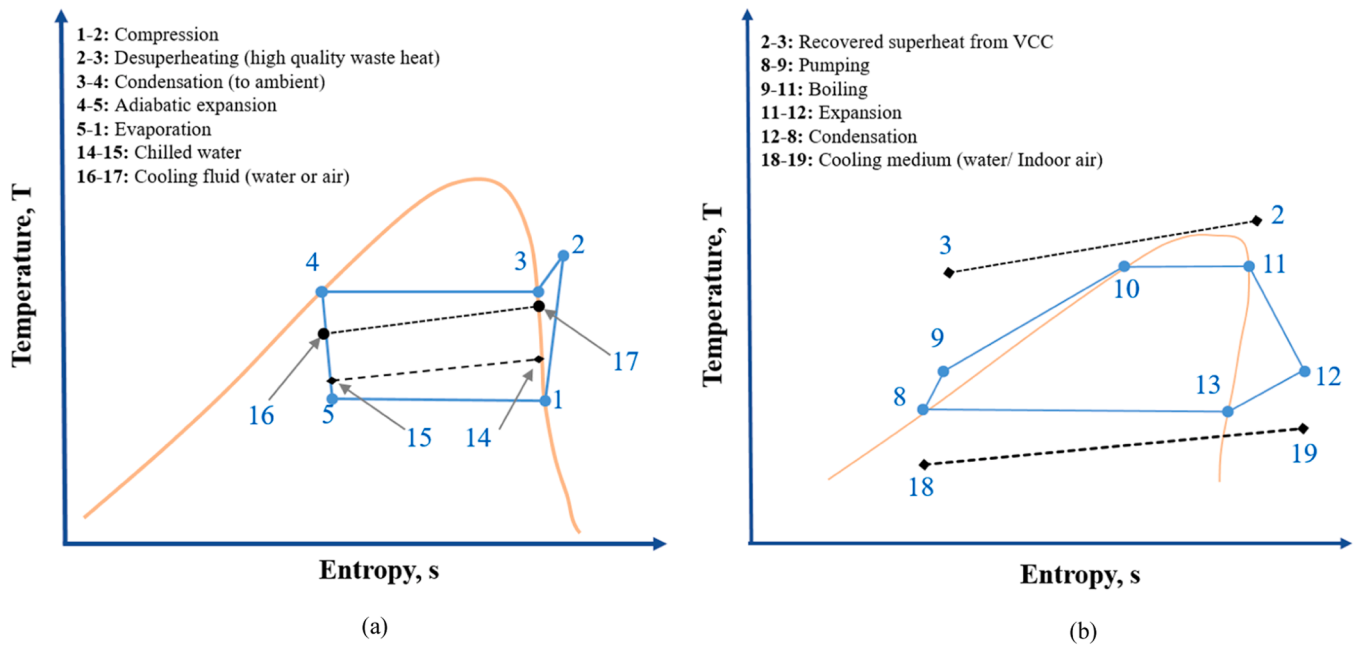 1-2: Compression
2-3: Desuperheating (high quality waste heat)
3-4: Condensation (to ambient)
4-5: Adiabatic expansion
5-1: Evaporation
14-15: Chilled water
16-17: Cooling fluid (water or air)
Temperature, T
4
3
2
17
16
5
15
14
1
Entropy, s
(a)
2-3: Recovered superheat from VCC
8-9: Pumping
9-11: Boiling
11-12: Expansion
12-8: Condensation
18-19: Cooling medium (water/ Indoor air)
Temperature, T
3
2
10
11
9
8
13
12
18
19
Entropy, s
(b)